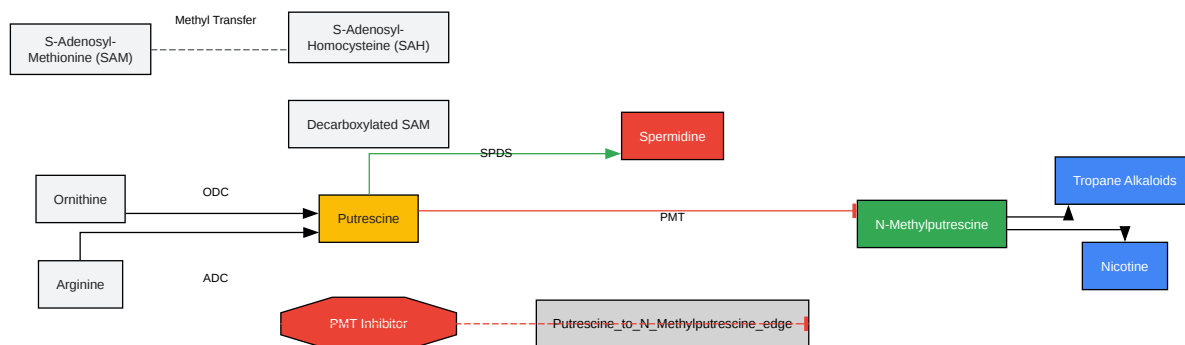 Methyl Transfer
S-Adenosyl-
Methionine (SAM)
S-Adenosyl-
Homocysteine (SAH)
Decarboxylated SAM
Spermidine
SPDS
Ornithine
ODC
Putrescine
PMT
N-Methylputrescine
Tropane Alkaloids
Nicotine
Arginine
ADC
PMT Inhibitor
Putrescine_to_N_Methylputrescine_edge